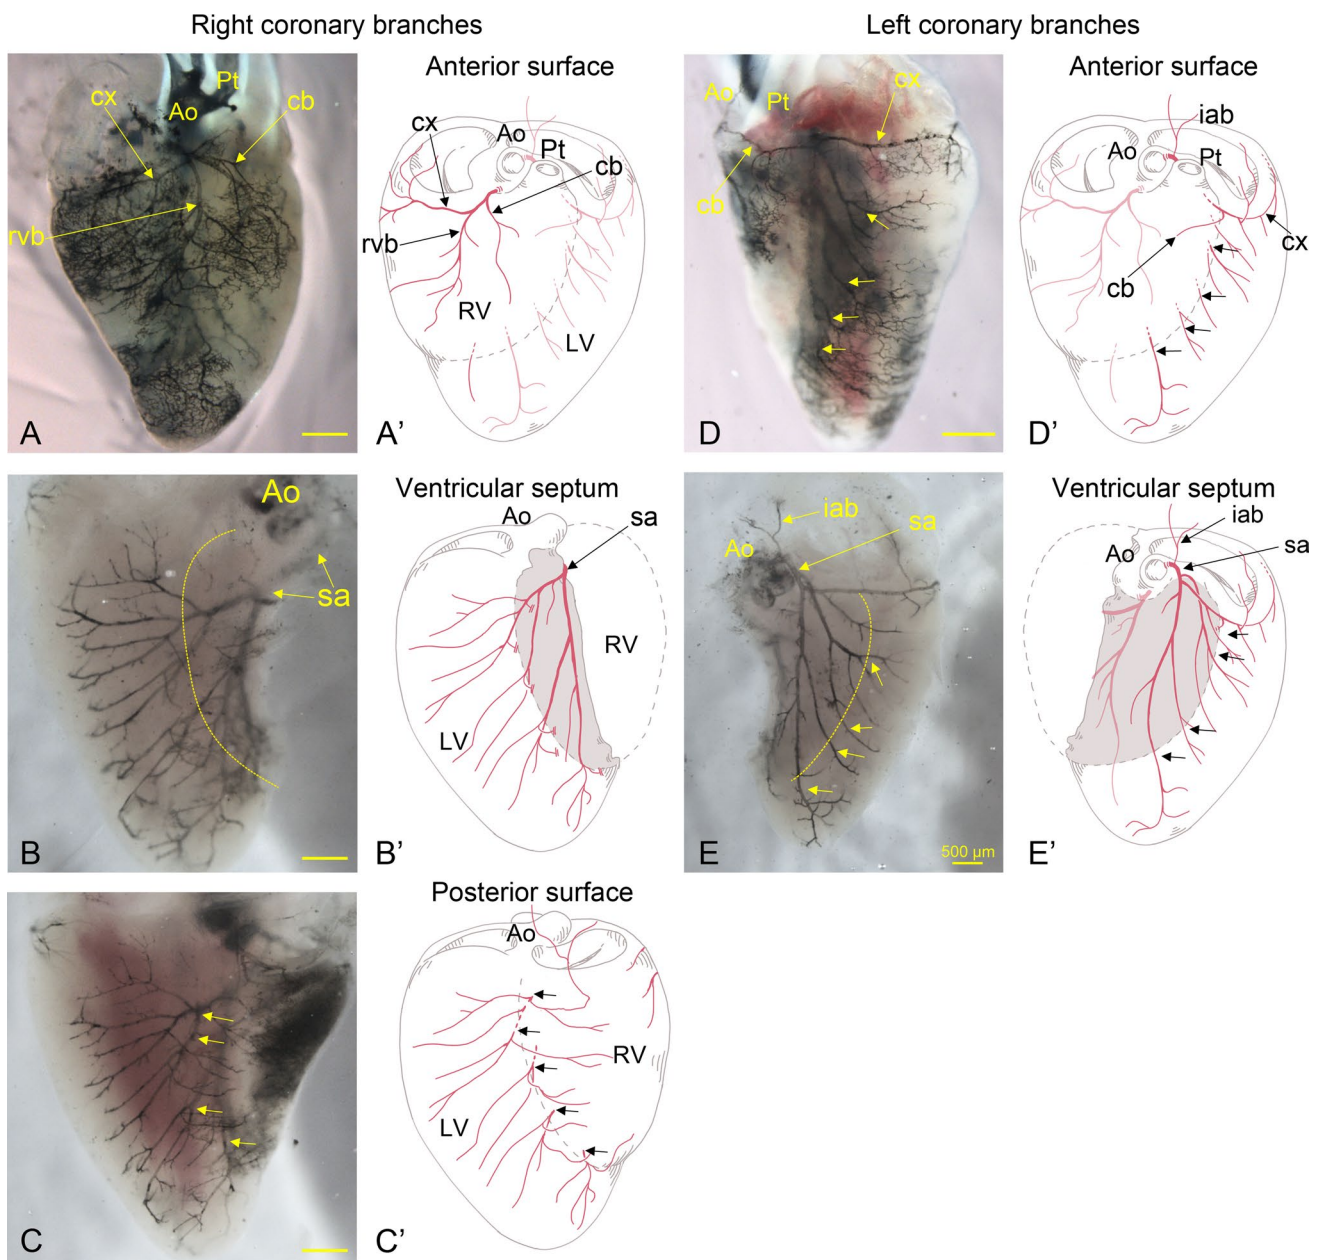 Right coronary branches
Left coronary branches
Anterior surface
Anterior surface
cx
Ao
Pt
cb
rvb
A
cx
Ao
Pt
cb
rvb
RV
LV
A’
Ao
Pt
cx
cb
D
iab
Ao
Pt
cx
cb
D’
Ventricular septum
Ventricular septum
Ao
sa
B
Ao
sa
RV
LV
B’
iab
sa
Ao
500 µm
E
iab
Ao
sa
E’
Posterior surface
C
Ao
RV
LV
C’